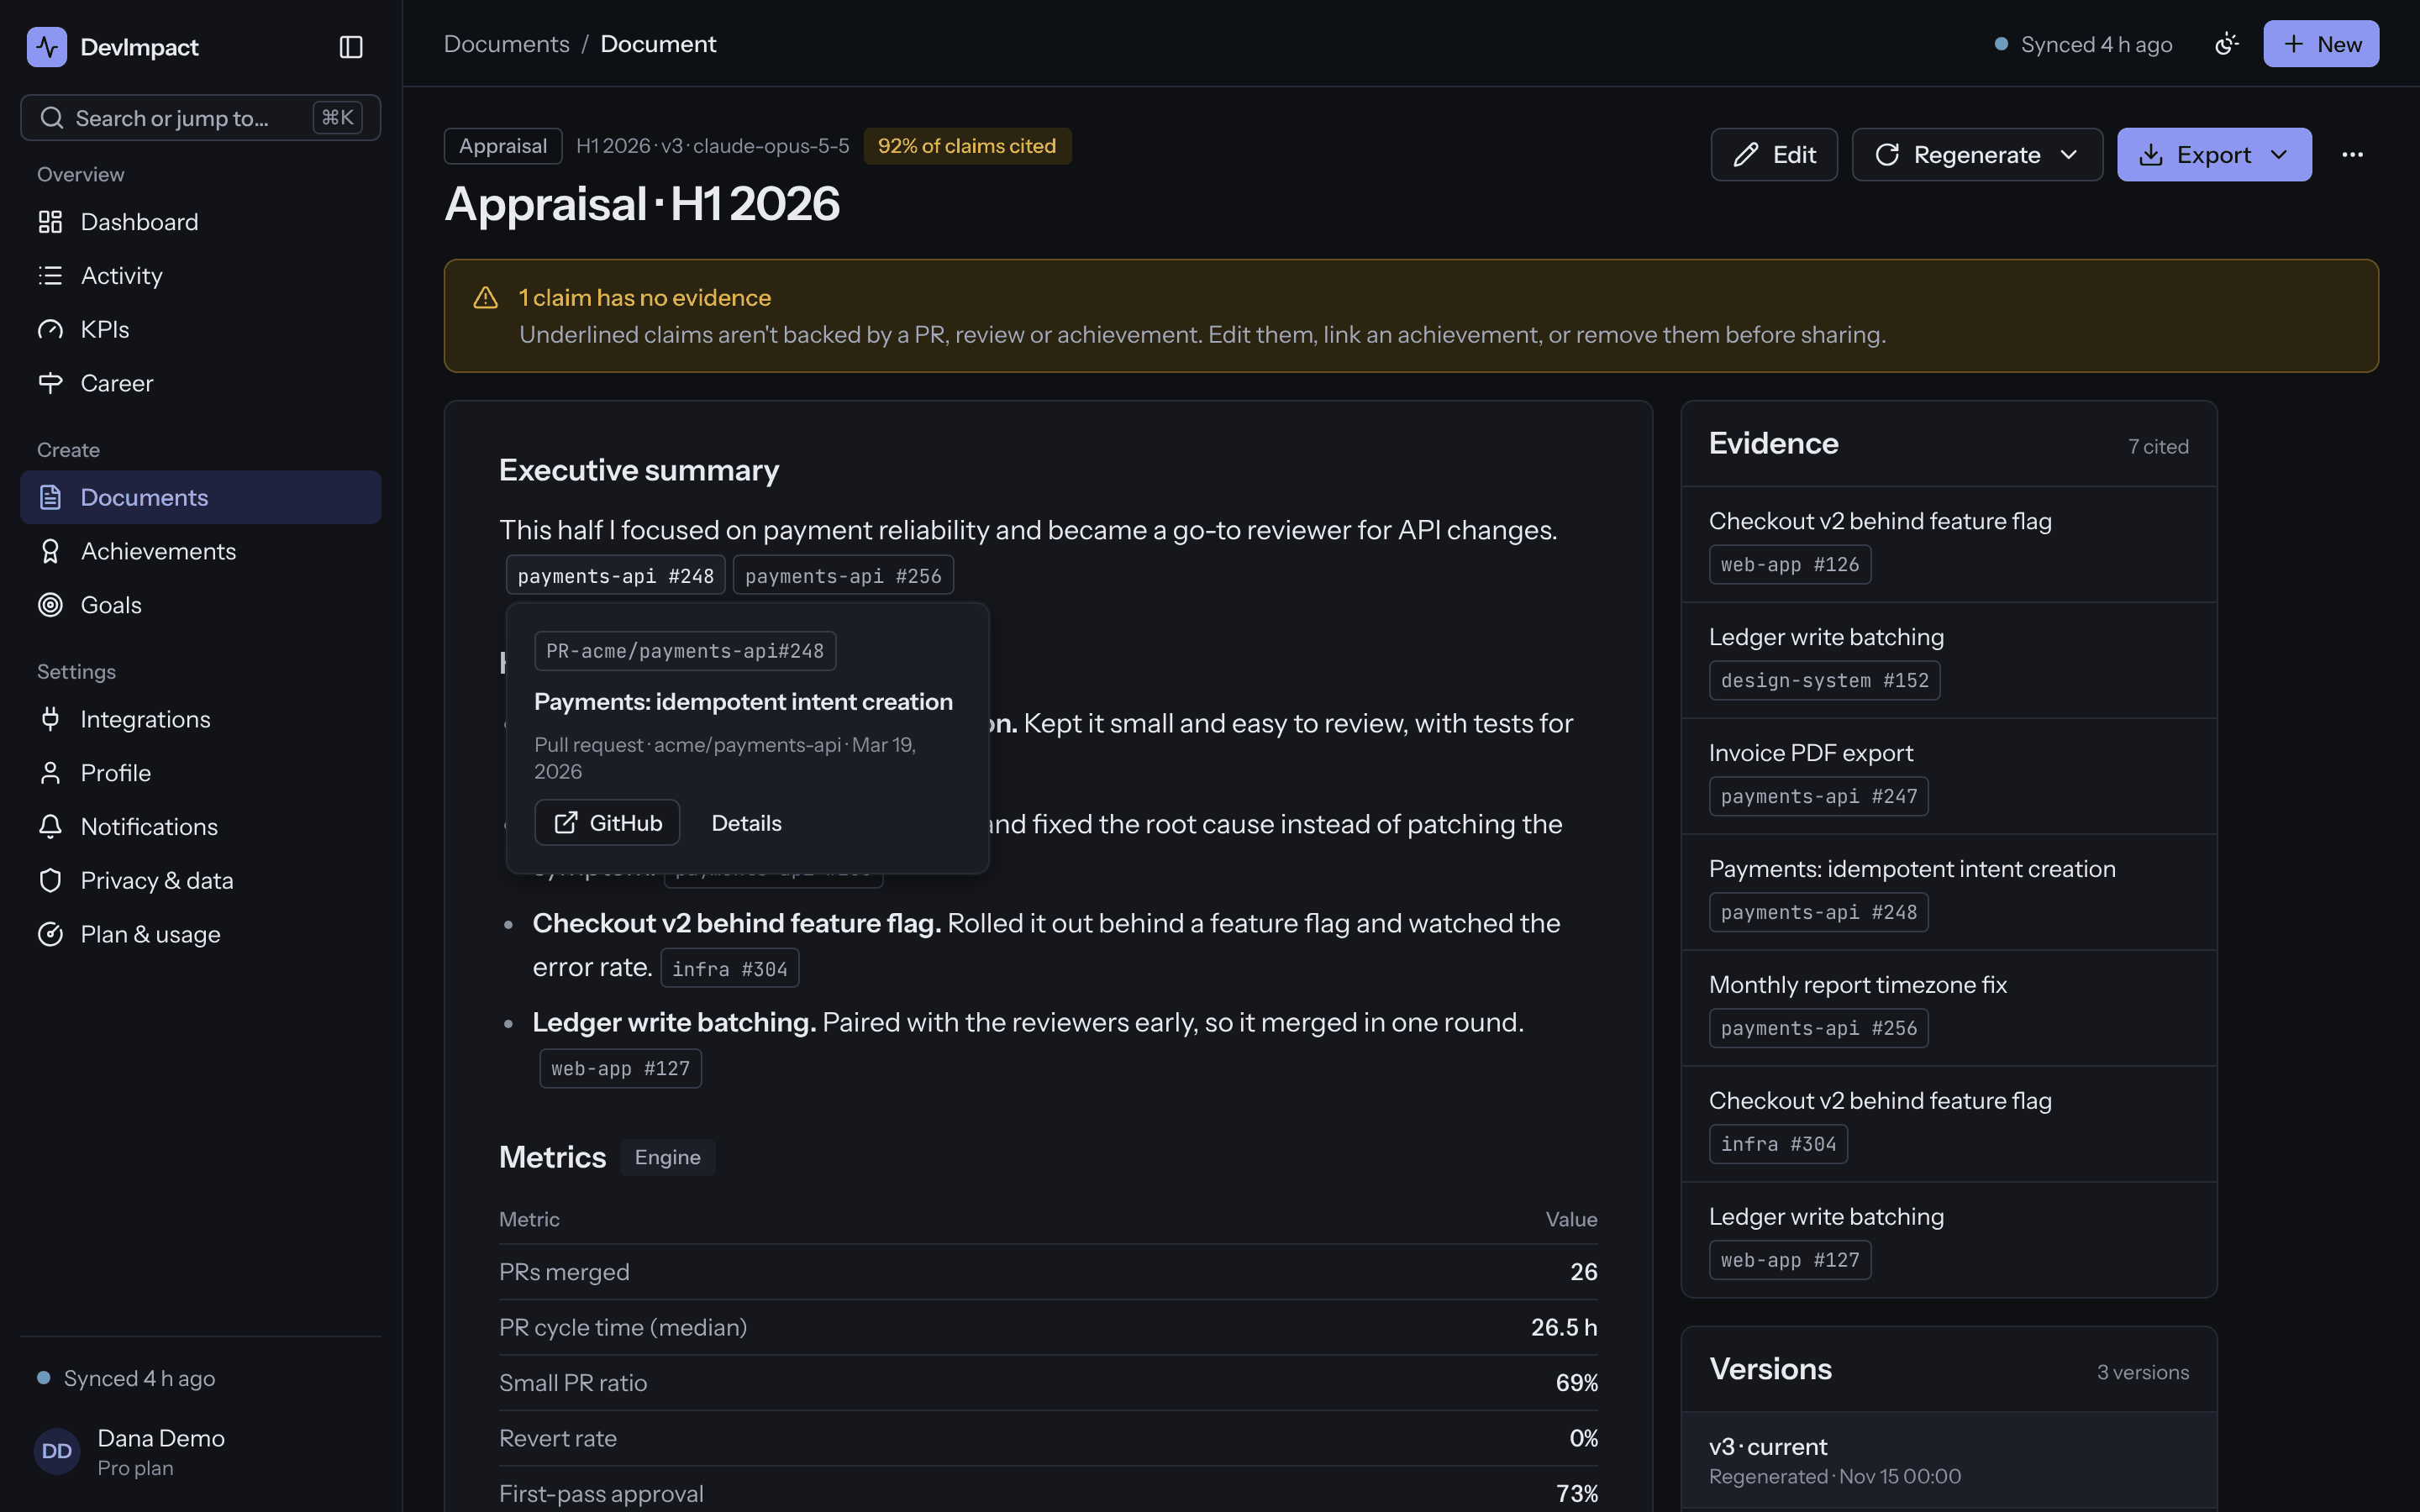 DevImpact
Search or jump to... ⌘K
Overview
Dashboard
Activity
KPIs
Career
Create
Documents
Achievements
Goals
Settings
Integrations
Profile
Notifications
Privacy & data
Plan & usage
Synced 4 h ago
DD
Dana Demo
Pro plan
Documents / Document
Synced 4 h ago
New
Appraisal H1 2026 · v3 · claude-opus-5-5 92% of claims cited
Appraisal · H1 2026
Edit
Regenerate
Export
1 claim has no evidence
Underlined claims aren't backed by a PR, review or achievement. Edit them, link an achievement, or remove them before sharing.
Executive summary
This half I focused on payment reliability and became a go-to reviewer for API changes.
payments-api #248 payments-api #256
PR-acme/payments-api#248
Payments: idempotent intent creation
Pull request · acme/payments-api · Mar 19,
2026
GitHub Details
on. Kept it small and easy to review, with tests for
and fixed the root cause instead of patching the
• Checkout v2 behind feature flag. Rolled it out behind a feature flag and watched the
error rate. infra #304
• Ledger write batching. Paired with the reviewers early, so it merged in one round.
web-app #127
Metrics Engine
Metric Value
PRs merged 26
PR cycle time (median) 26.5 h
Small PR ratio 69%
Revert rate 0%
First-pass approval 73%
Evidence 7 cited
Checkout v2 behind feature flag
web-app #126
Ledger write batching
design-system #152
Invoice PDF export
payments-api #247
Payments: idempotent intent creation
payments-api #248
Monthly report timezone fix
payments-api #256
Checkout v2 behind feature flag
infra #304
Ledger write batching
web-app #127
Versions 3 versions
v3 · current
Regenerated · Nov 15 00:00